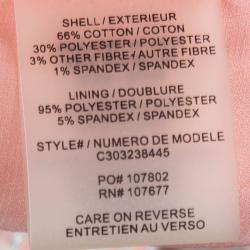 SHELL / EXTERIEUR
66% COTTON / COTON
30% POLYESTER / POLYESTER
3% OTHER FIBRE / AUTRE FIBRE
1% SPANDEX / SPANDEX
LINING / DOUBLURE
95% POLYESTER / POLYESTER
5% SPANDEX / SPANDEX
STYLE# / NUMERO DE MODELE
C303238445
PO# 107802
RN# 107677
CARE ON REVERSE
ENTRETIEN AU VERSO